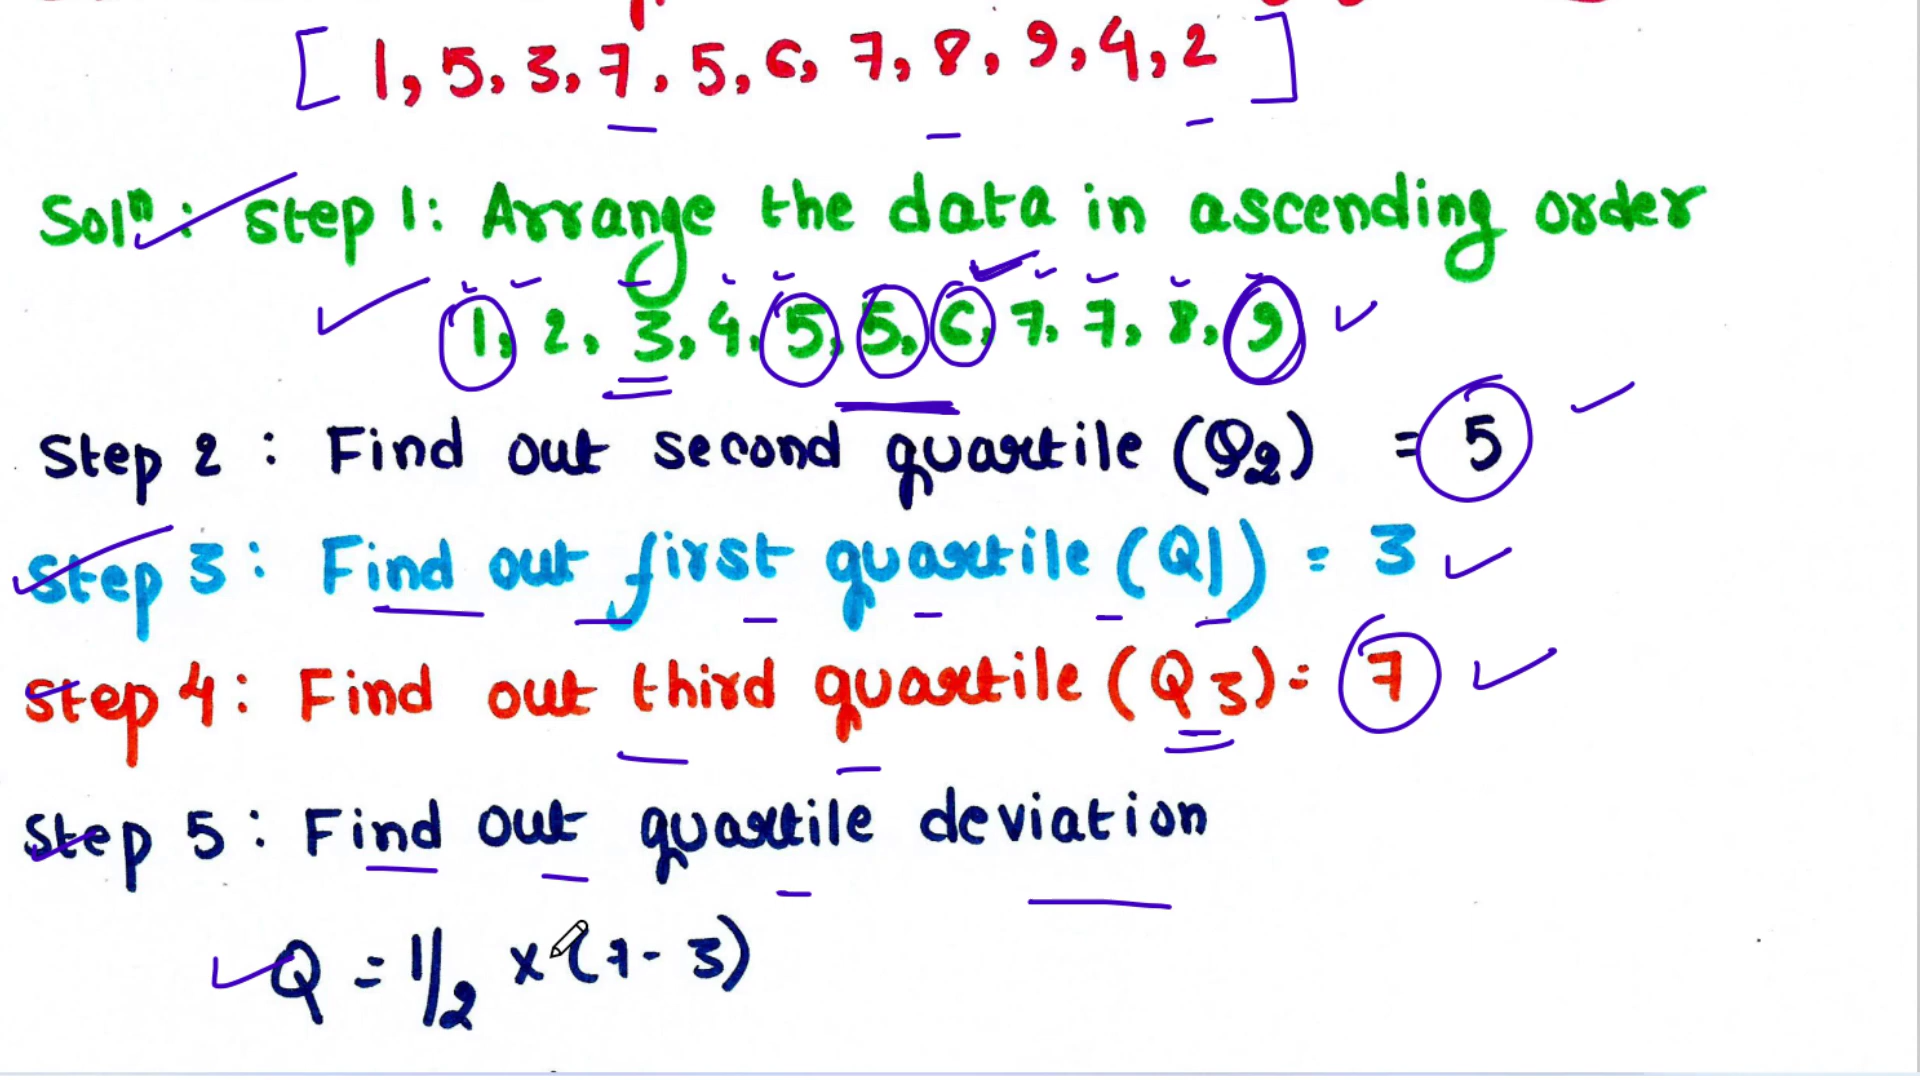 [ 1, 5, 3, 7, 5, 6, 7, 8, 9, 4, 2 ]
Solⁿ: Step 1: Arrange the data in ascending order
1, 2, 3, 4, 5, 5, 6, 7, 7, 8, 9
Step 2 : Find out second quartile (Q2) = 5
Step 3 : Find out first quartile (Q1) = 3
Step 4 : Find out third quartile (Q3) = 7
Step 5 : Find out quartile deviation
Q = 1/2 x (7 - 3)